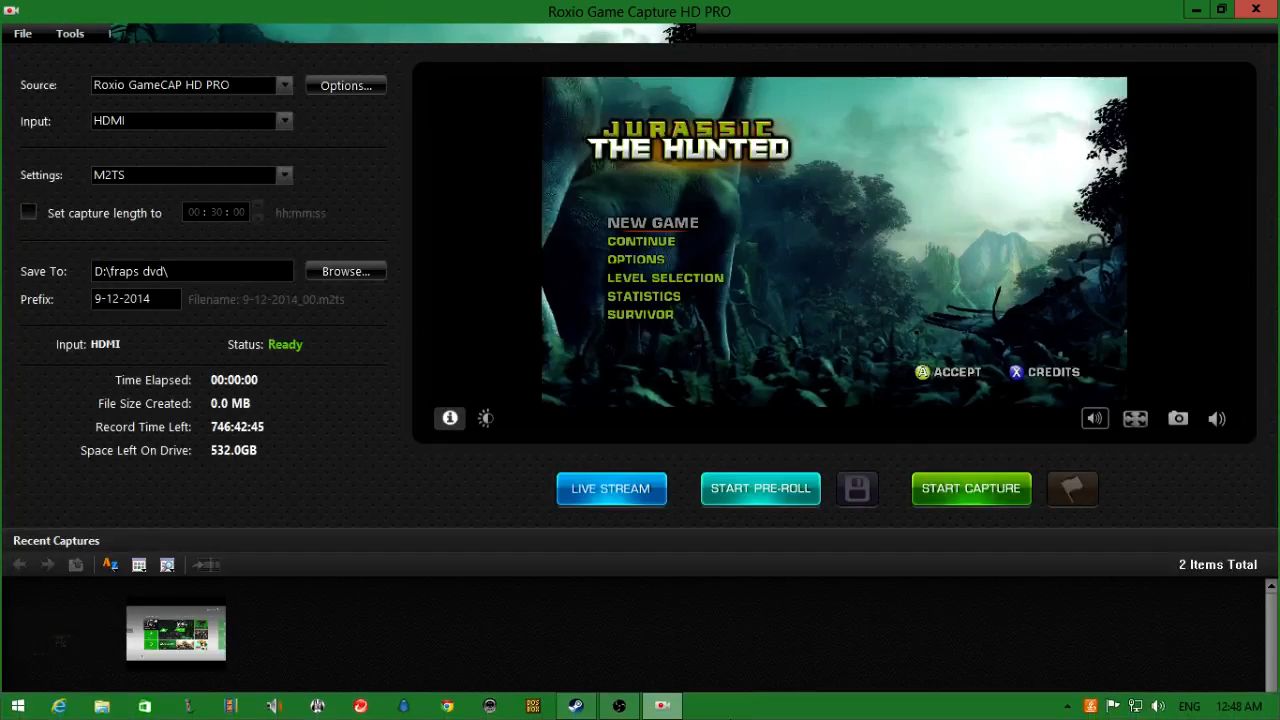 Roxio Game Capture HD PRO
File Tools
Source: Roxio GameCAP HD PRO Options...
Input: HDMI
Settings: M2TS
Set capture length to 00 : 30 : 00 hh:mm:ss
Save To: D:\fraps dvd\ Browse...
Prefix: 9-12-2014 Filename: 9-12-2014_00.m2ts
Input: HDMI Status: Ready
Time Elapsed: 00:00:00
File Size Created: 0.0 MB
Record Time Left: 746:42:45
Space Left On Drive: 532.0GB
JURASSIC
THE HUNTED
NEW GAME
CONTINUE
OPTIONS
LEVEL SELECTION
STATISTICS
SURVIVOR
A ACCEPT X CREDITS
LIVE STREAM START PRE-ROLL START CAPTURE
Recent Captures
2 Items Total
ENG 12:48 AM